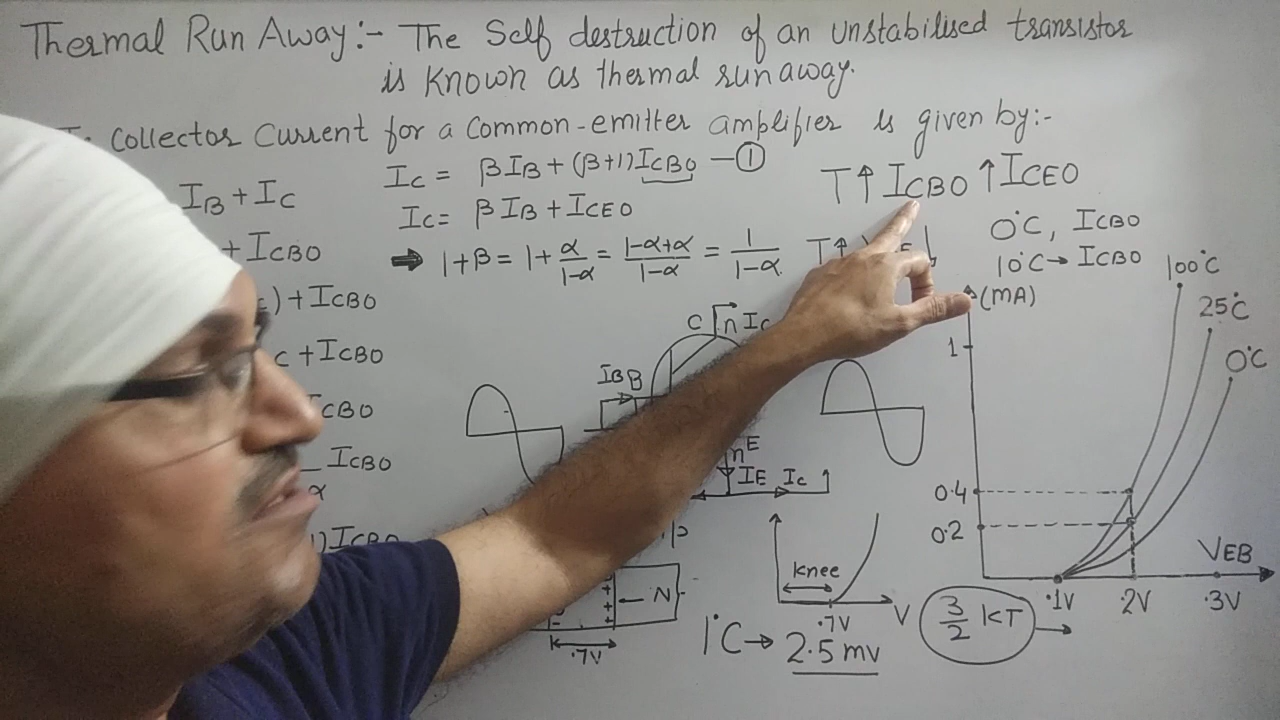 Thermal Run Away:- The Self destruction of an unstabilised transistor
is known as thermal runaway.
Collector Current for a Common-emitter amplifier is given by:-
IB + IC
IC = βIB + (β+1)ICBO —①
IC = βIB + ICEO
T↑ ICBO ↑ICEO
0°C, ICBO
10°C→ ICBO
+ ICBO
⇒ 1+β = 1+ α/1-α = 1-α+α/1-α = 1/1-α
T↑
) + ICBO
C + ICBO
ICBO
ICBO
α
) ICBO
C n IC
IB B
n E
IE IC
P
N
.7V
knee
.7V
V
1°C → 2.5 mv
3/2 KT →
(MA)
1
0.4
0.2
100°C
25°C
0°C
VEB
.1V .2V .3V